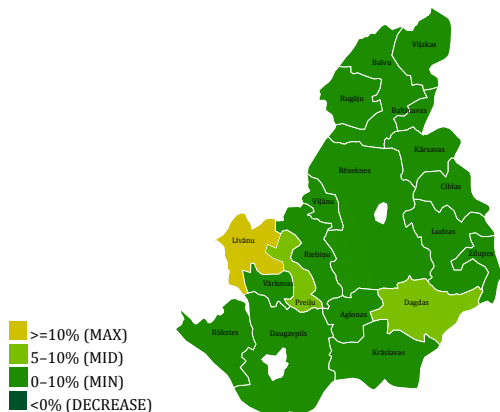 Viļakas
Balvu
Rugāju
Baltinavas
Kārsavas
Rēzeknes
Ciblas
Viļānu
Ludzas
Līvānu
Riebiņu
Zilupes
Vārkavas
Preiļu
Dagdas
Aglonas
Ilūkstes
Daugavpils
Krāslavas
>=10% (MAX)
5–10% (MID)
0–10% (MIN)
<0% (DECREASE)